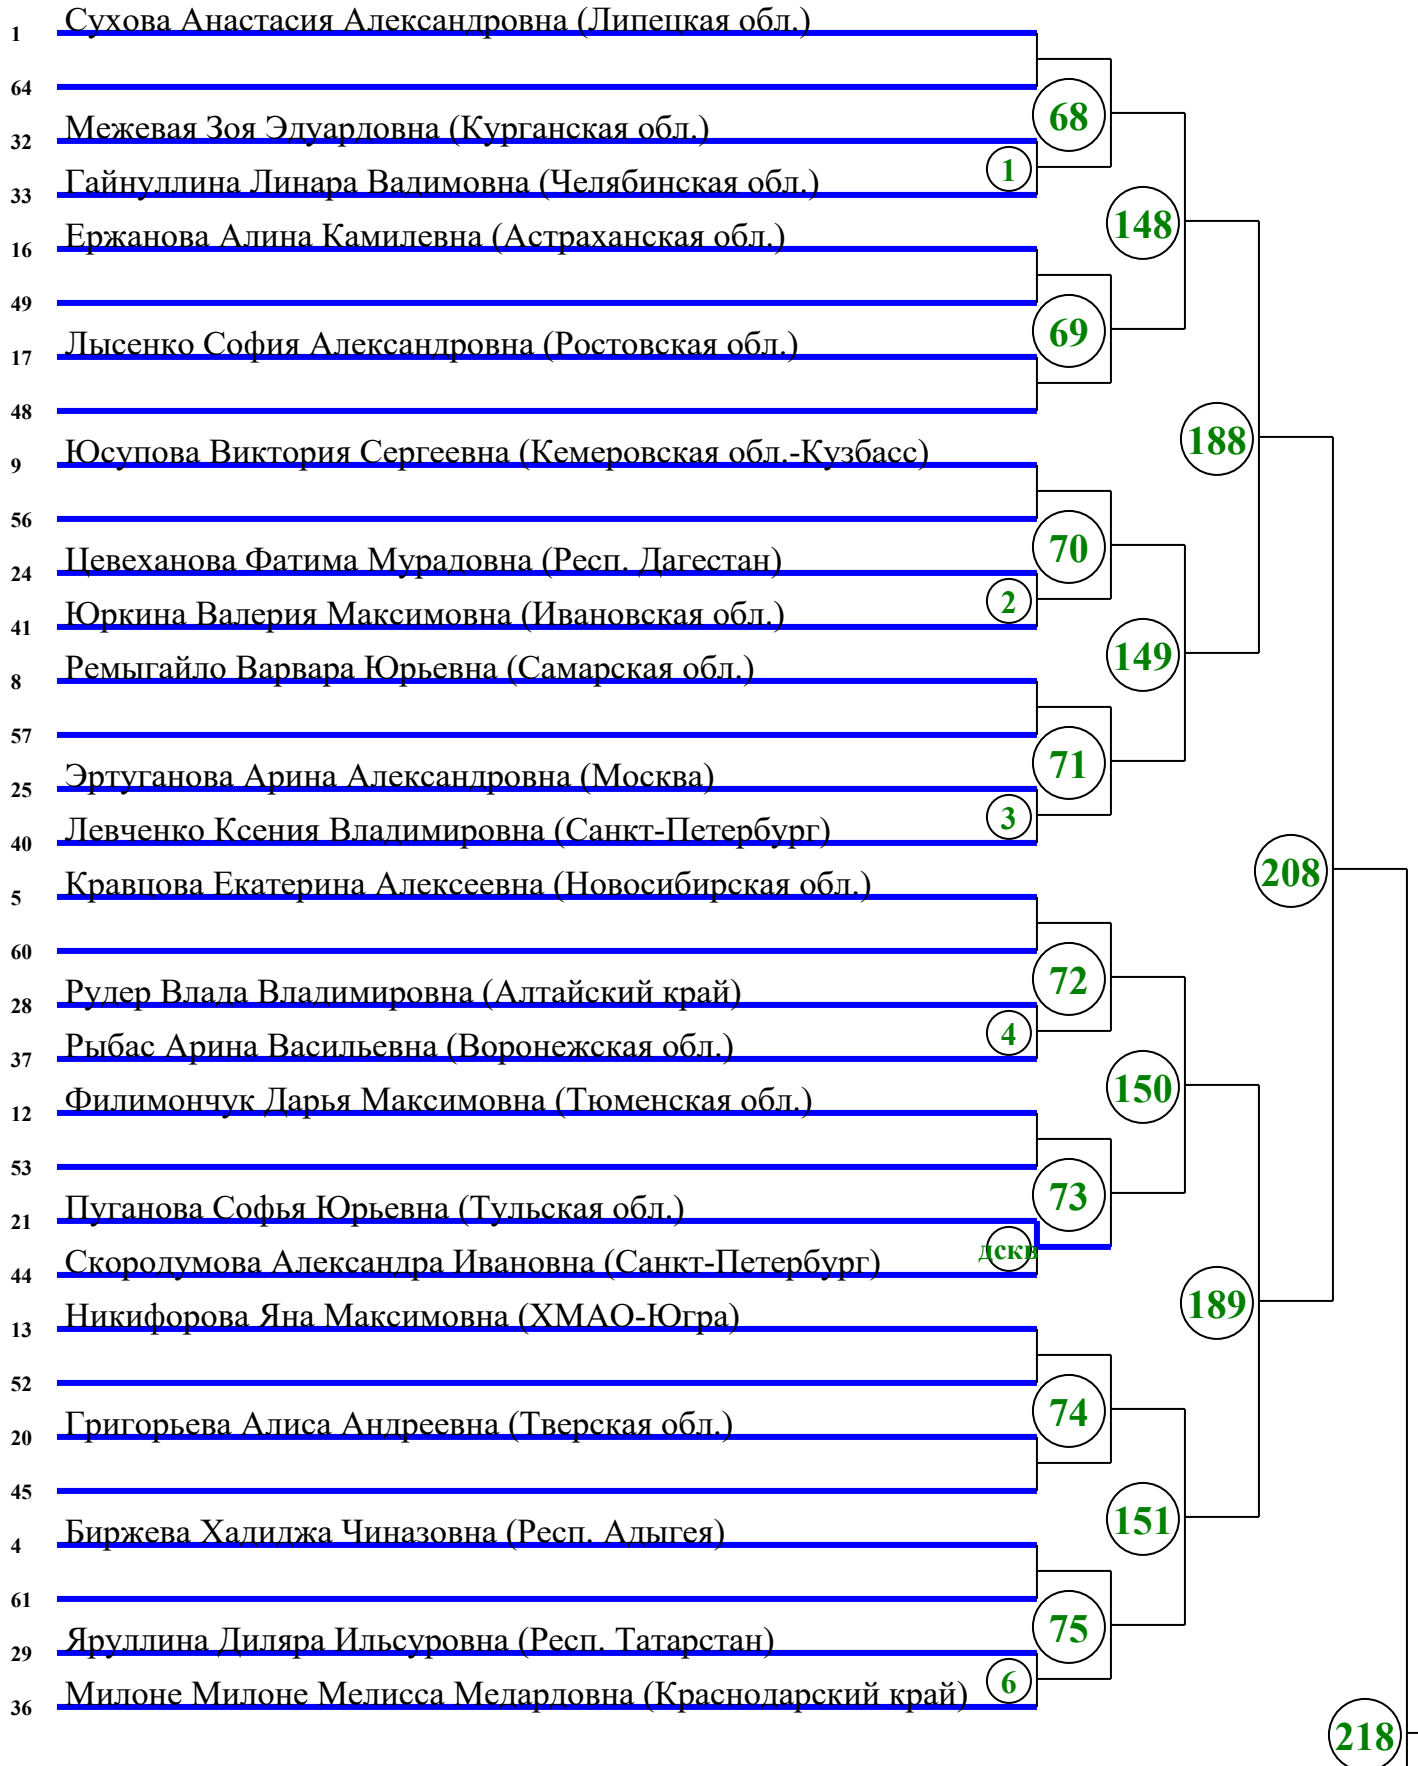 1 Сухова Анастасия Александровна (Липецкая обл.)
64
68
32 Межевая Зоя Эдуардовна (Курганская обл.)
1
33 Гайнуллина Линара Вадимовна (Челябинская обл.)
148
16 Ержанова Алина Камилевна (Астраханская обл.)
49
69
17 Лысенко София Александровна (Ростовская обл.)
48
188
9 Юсупова Виктория Сергеевна (Кемеровская обл.-Кузбасс)
56
70
24 Цевеханова Фатима Мурадовна (Респ. Дагестан)
2
41 Юркина Валерия Максимовна (Ивановская обл.)
149
8 Ремыгайло Варвара Юрьевна (Самарская обл.)
57
71
25 Эртуганова Арина Александровна (Москва)
3
40 Левченко Ксения Владимировна (Санкт-Петербург)
208
5 Кравцова Екатерина Алексеевна (Новосибирская обл.)
60
72
28 Рудер Влада Владимировна (Алтайский край)
4
37 Рыбас Арина Васильевна (Воронежская обл.)
150
12 Филимончук Дарья Максимовна (Тюменская обл.)
53
73
21 Пуганова Софья Юрьевна (Тульская обл.)
дскв
44 Скородумова Александра Ивановна (Санкт-Петербург)
189
13 Никифорова Яна Максимовна (ХМАО-Югра)
52
74
20 Григорьева Алиса Андреевна (Тверская обл.)
45
151
4 Биржева Хадиджа Чиназовна (Респ. Адыгея)
61
75
29 Яруллина Диляра Ильсуровна (Респ. Татарстан)
6
36 Милоне Милоне Мелисса Медардовна (Краснодарский край)
218